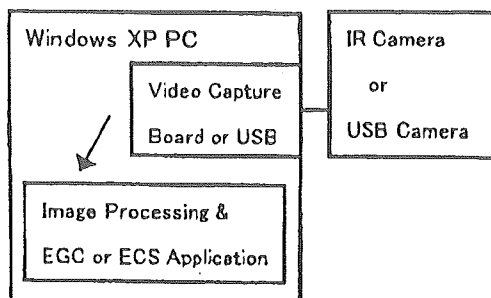 Windows XP PC
Video Capture
Board or USB
IR Camera
or
USB Camera
Image Processing &
EGC or ECS Application